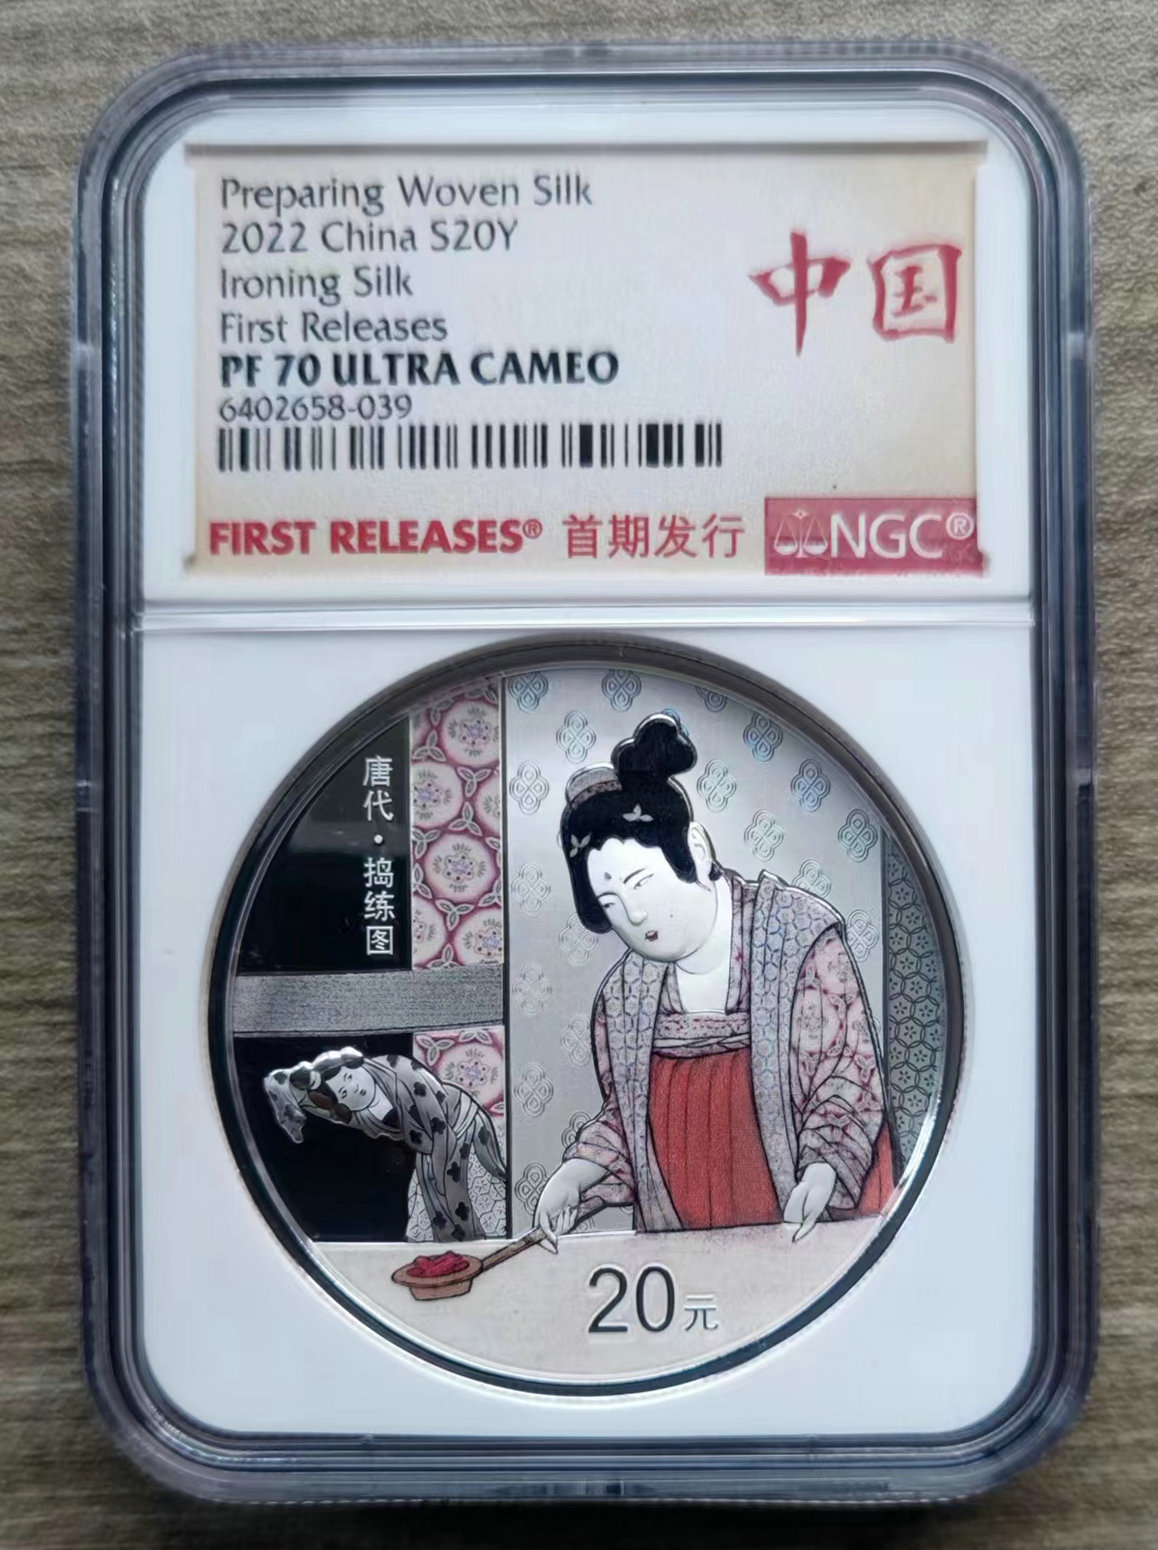 Preparing Woven Silk
2022 China S20Y
Ironing Silk
First Releases
PF 70 ULTRA CAMEO
6402658-039
中国
FIRST RELEASES® 首期发行 NGC®
唐代·捣练图
20元